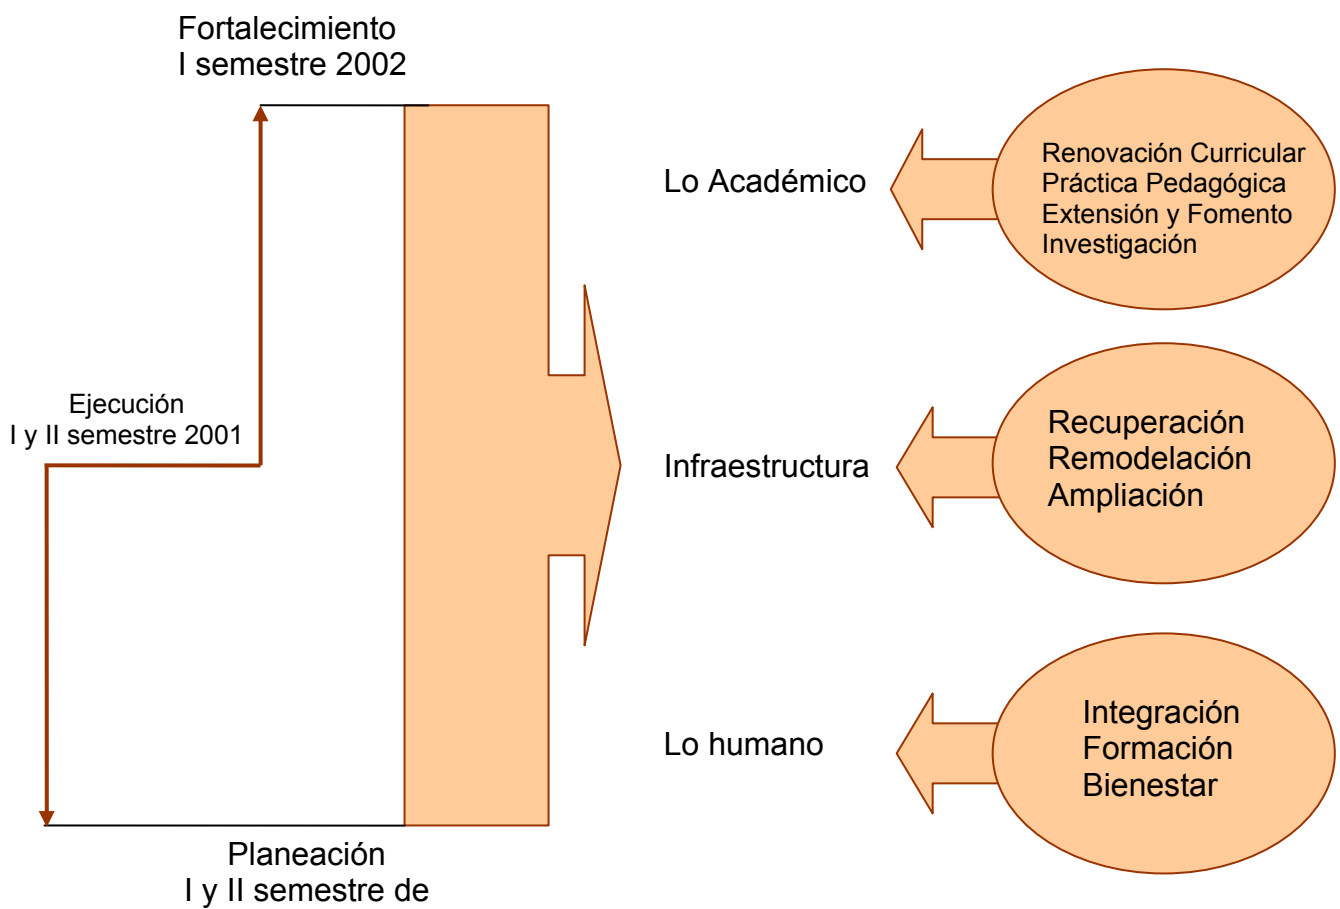 Fortalecimiento
I semestre 2002
Lo Académico
Renovación Curricular
Práctica Pedagógica
Extensión y Fomento
Investigación
Ejecución
I y II semestre 2001
Infraestructura
Recuperación
Remodelación
Ampliación
Lo humano
Integración
Formación
Bienestar
Planeación
I y II semestre de